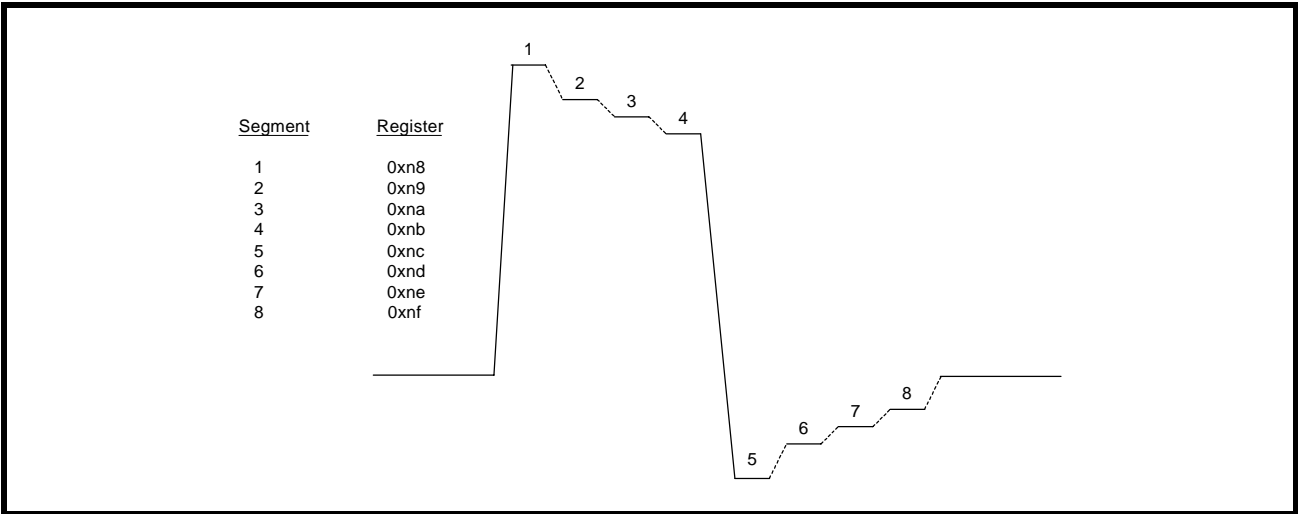 Segment Register
1 0xn8
2 0xn9
3 0xna
4 0xnb
5 0xnc
6 0xnd
7 0xne
8 0xnf
1
2
3
4
5
6
7
8